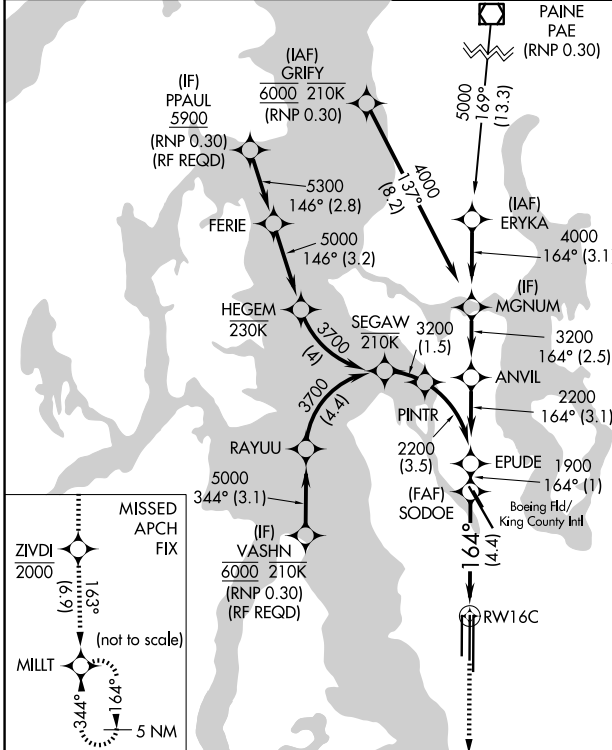 PAINE
PAE
(RNP 0.30)
5000
169°
(13.3)
(IAF)
GRIFY
6000 210K
(RNP 0.30)
(IF)
PPAUL
5900
(RNP 0.30)
(RF REQD)
4000
137°
(8.2)
5300
146° (2.8)
FERIE
5000
146° (3.2)
(IAF)
ERYKA
4000
164° (3.1
(IF)
MGNUM
HEGEM
230K
3700
(4)
SEGAW
210K
3200
(1.5)
3200
164° (2.5)
ANVIL
PINTR
2200
164° (3.1)
3700
(4.4)
2200
(3.5)
RAYUU
EPUDE
1900
164° (1)
5000
344° (3.1)
(FAF)
SODOE
Boeing Fld/
King County Intl
164°
(4.4)
(IF)
VASHN
6000 210K
(RNP 0.30)
(RF REQD)
RW16C
MISSED
APCH
FIX
ZIVDI
2000
163°
(6.9)
(not to scale)
MILLT
344°
164°
5 NM